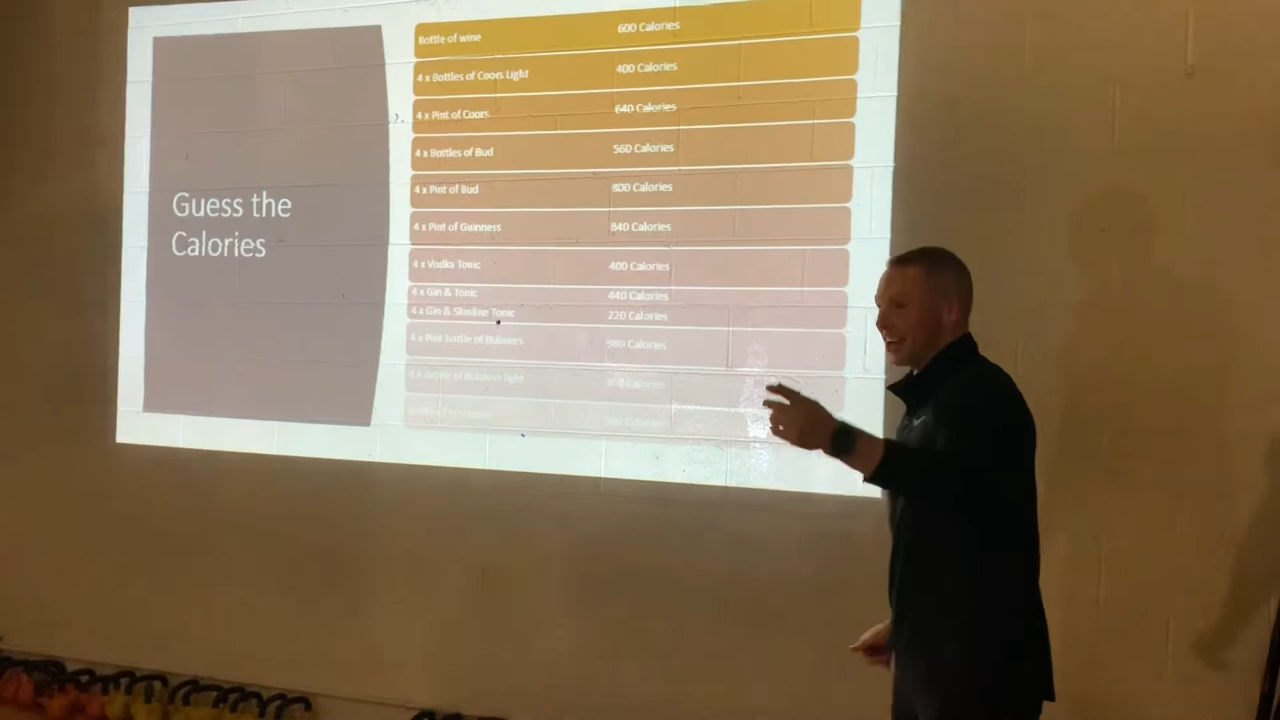 Guess the
Calories
Bottle of wine 600 Calories
4 x Bottles of Coors Light 400 Calories
4 x Pint of Coors 640 Calories
4 x Bottles of Bud 560 Calories
4 x Pint of Bud 800 Calories
4 x Pint of Guinness 840 Calories
4 x Vodka Tonic 400 Calories
4 x Gin & Tonic 440 Calories
4 x Gin & Slimline Tonic 220 Calories
4 x Pint bottle of Bulmers 980 Calories
4 x Bottle of Bulmers light Calories